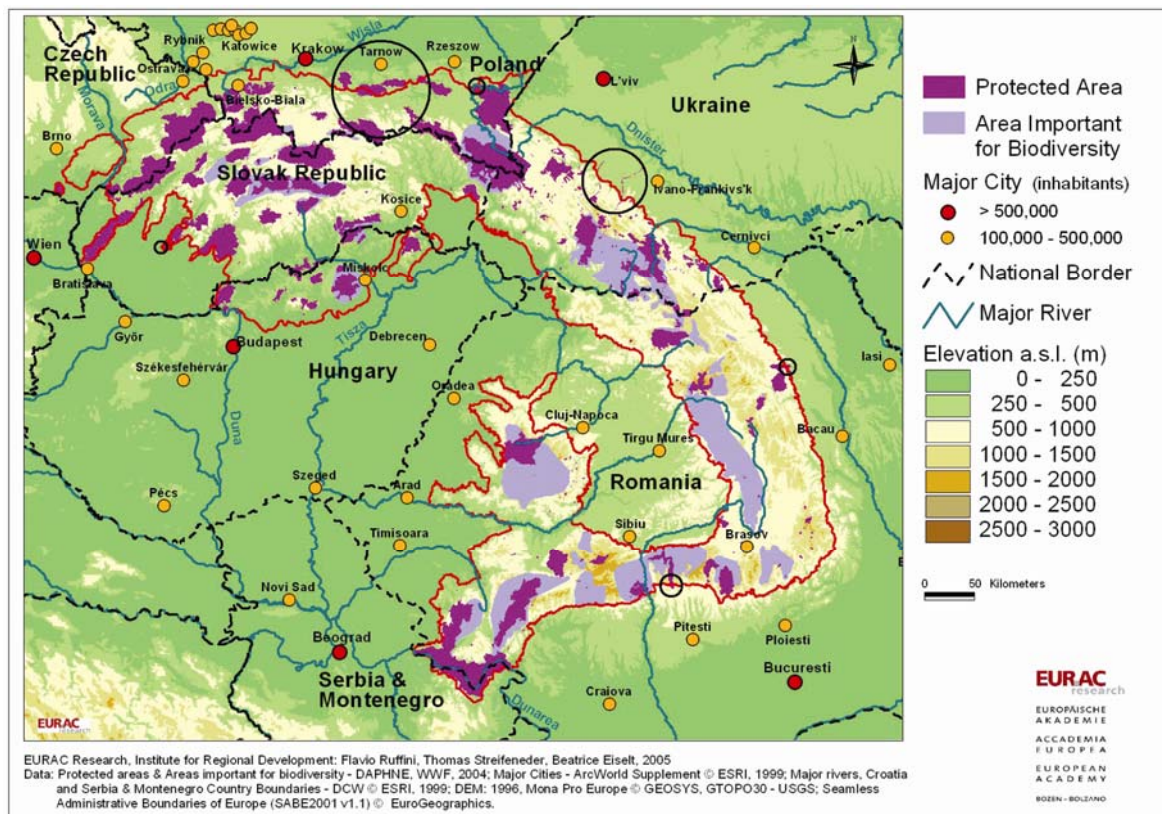 Czech
Republic
Rybnik
Katowice
Krakow
Wisla
Tarnow
Rzeszow
Poland
L'viv
Ukraine
Ostrava
Odra
Bielsko-Biala
Morava
Brno
Dnister
Slovak Republic
Kosice
Ivano-Frankivs'k
Cernivci
Wien
Bratislava
Miskolc
Györ
Budapest
Tisza
Debrecen
Iasi
Székesfehérvár
Hungary
Oradea
Duna
Cluj-Napoca
Tirgu Mures
Bacau
Szeged
Arad
Romania
Pécs
Timisoara
Sibiu
Brasov
Novi Sad
Beograd
Pitesti
Ploiesti
Serbia &
Montenegro
Bucuresti
Craiova
Dunarea
EURAC
research
N
Protected Area
Area Important
for Biodiversity
Major City (inhabitants)
> 500,000
100,000 - 500,000
National Border
Major River
Elevation a.s.l. (m)
0 - 250
250 - 500
500 - 1000
1000 - 1500
1500 - 2000
2000 - 2500
2500 - 3000
0 50 Kilometers
EURAC
research
EUROPÄISCHE
AKADEMIE
ACCADEMIA
EUROPEA
EUROPEAN
ACADEMY
BOZEN - BOLZANO
EURAC Research, Institute for Regional Development: Flavio Ruffini, Thomas Streifeneder, Beatrice Eiselt, 2005
Data: Protected areas & Areas important for biodiversity - DAPHNE, WWF, 2004; Major Cities - ArcWorld Supplement © ESRI, 1999; Major rivers, Croatia
and Serbia & Montenegro Country Boundaries - DCW © ESRI, 1999; DEM: 1996, Mona Pro Europe © GEOSYS, GTOPO30 - USGS; Seamless
Administrative Boundaries of Europe (SABE2001 v1.1) © EuroGeographics.